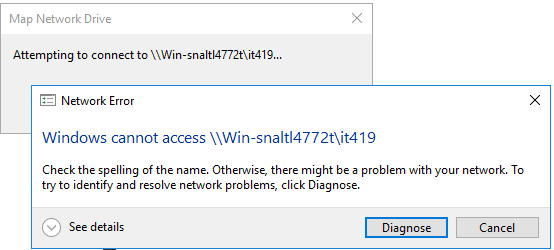 Map Network Drive
Attempting to connect to \\Win-snaltl4772t\it419...
Network Error
Windows cannot access \\Win-snaltl4772t\it419
Check the spelling of the name. Otherwise, there might be a problem with your network. To
try to identify and resolve network problems, click Diagnose.
See details
Diagnose
Cancel